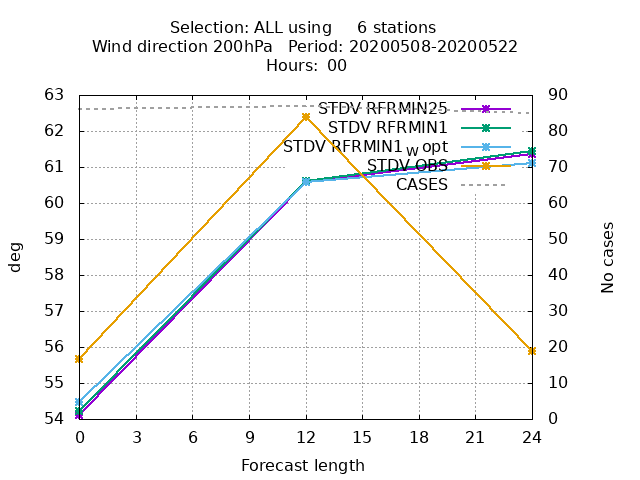 Selection: ALL using     6 stations
Wind direction 200hPa   Period: 20200508-20200522
Hours: 00
63
62
61
60
59
58
57
56
55
54
90
80
70
60
50
40
30
20
10
0
deg
No cases
STDV RFRMIN25
STDV RFRMIN1
STDV RFRMIN1_W opt
STDV OBS
CASES
0 3 6 9 12 15 18 21 24
Forecast length